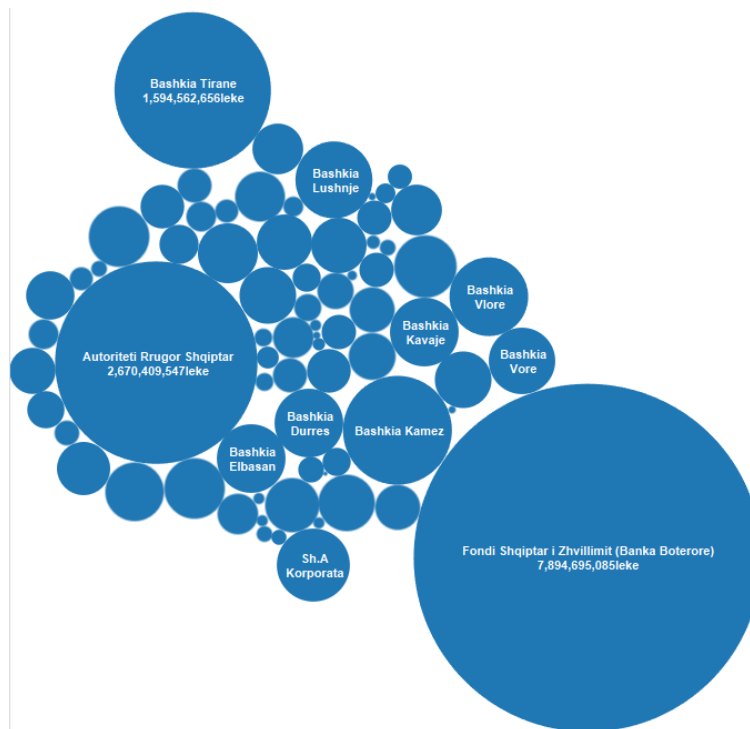 Bashkia Tirane
1,594,562,656leke
Bashkia
Lushnje
Bashkia
Vlore
Bashkia
Kavaje
Autoriteti Rrugor Shqiptar
2,670,409,547leke
Bashkia
Vore
Bashkia
Durres
Bashkia Kamez
Bashkia
Elbasan
Fondi Shqiptar i Zhvillimit (Banka Boterore)
7,894,695,085leke
Sh.A
Korporata